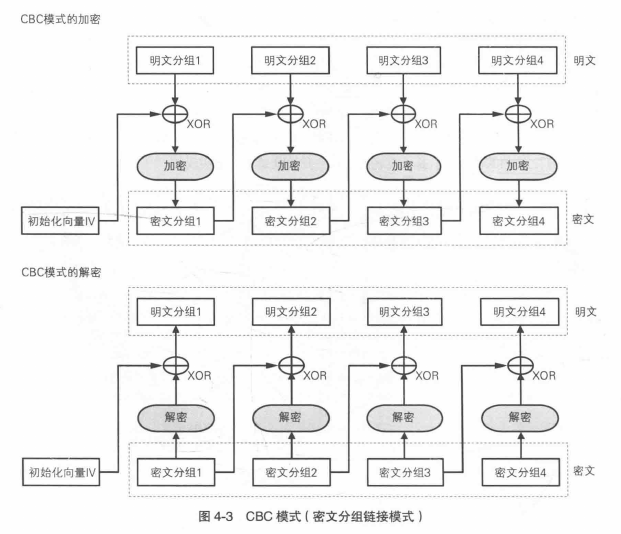 CBC模式的加密
明文分组1 明文分组2 明文分组3 明文分组4 明文
XOR XOR XOR XOR
加密 加密 加密 加密
初始化向量IV 密文分组1 密文分组2 密文分组3 密文分组4 密文
CBC模式的解密
明文分组1 明文分组2 明文分组3 明文分组4 明文
XOR XOR XOR XOR
解密 解密 解密 解密
初始化向量IV 密文分组1 密文分组2 密文分组3 密文分组4 密文
图 4-3 CBC 模式（密文分组链接模式）